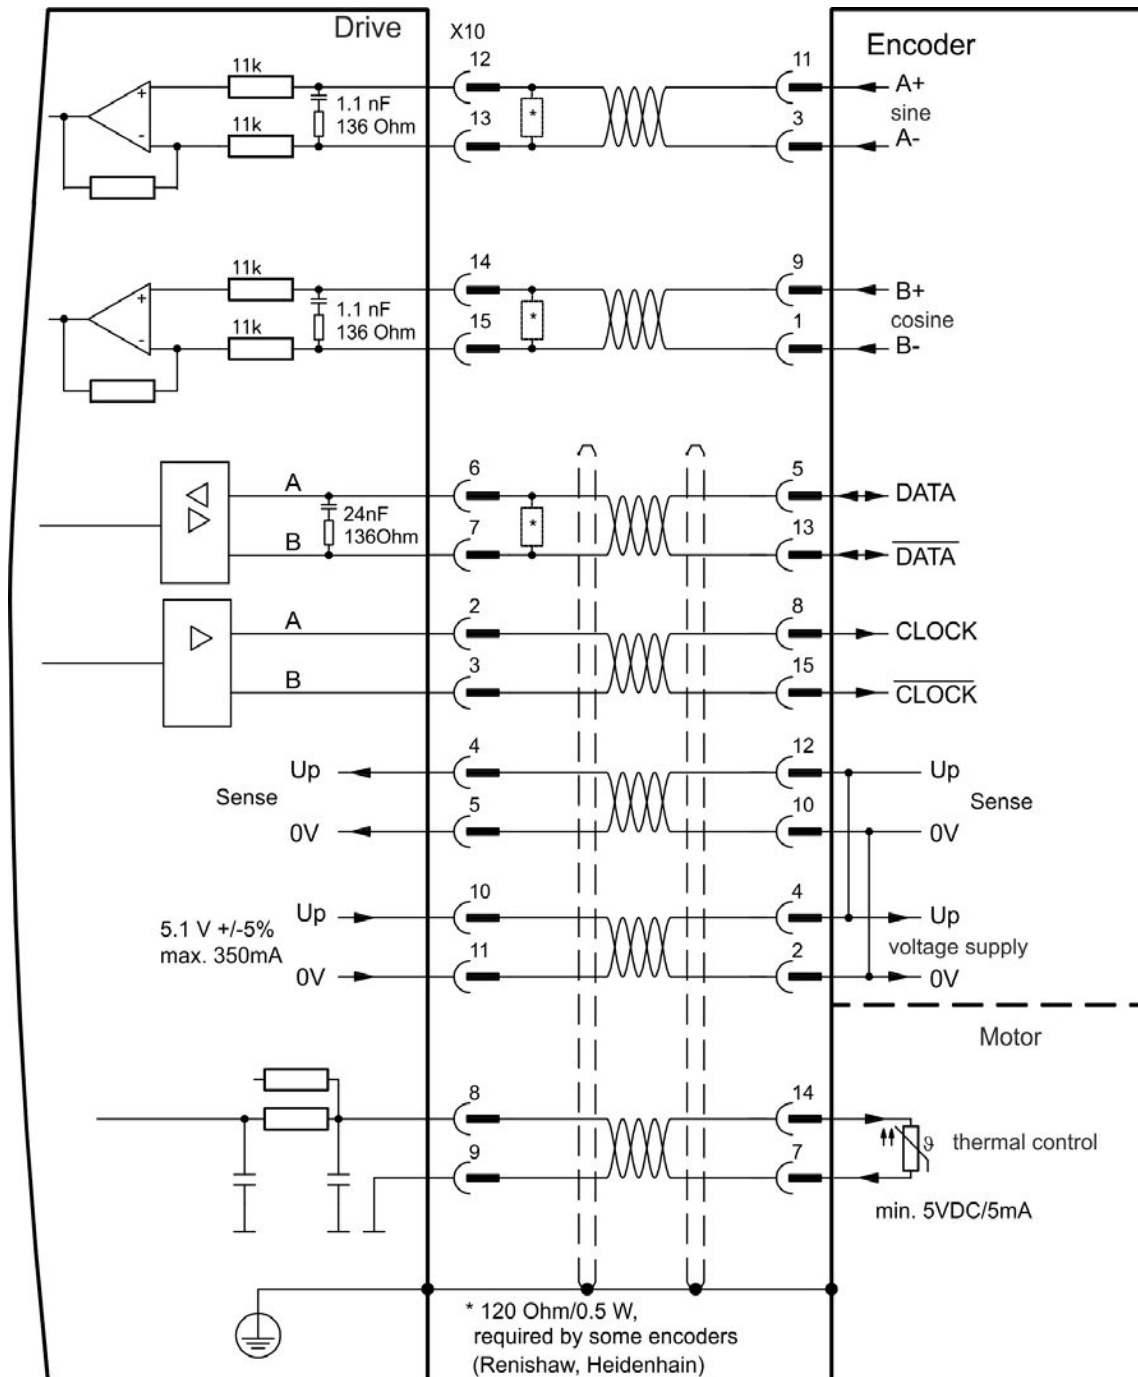 Drive
X10
Encoder
12
11
11k
A+
1.1 nF
136 Ohm
*
sine
13
3
11k
A-
14
9
11k
B+
1.1 nF
136 Ohm
*
cosine
15
1
11k
B-
6
5
A
DATA
24nF
136Ohm
*
7
13
B
DATA
2
8
A
CLOCK
3
15
B
CLOCK
4
12
Up
Up
Sense
Sense
5
10
0V
0V
10
4
Up
Up
5.1 V +/-5%
max. 350mA
voltage supply
11
2
0V
0V
Motor
8
14
ϑ
thermal control
9
7
min. 5VDC/5mA
* 120 Ohm/0.5 W,
required by some encoders
(Renishaw, Heidenhain)